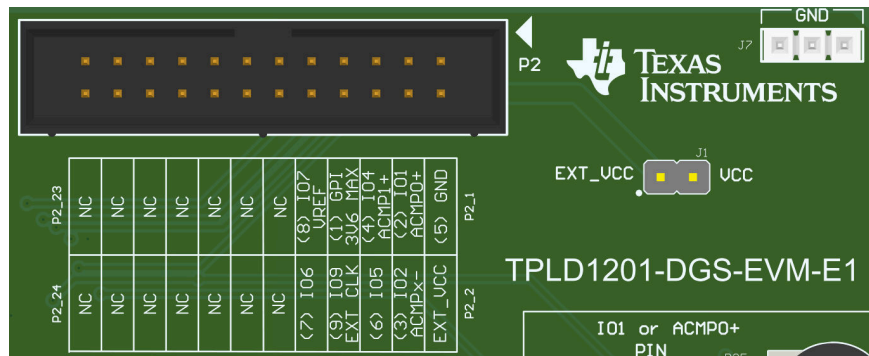 GND
J7
P2
TEXAS
INSTRUMENTS
J1
EXT_VCC
VCC
P2_23
NC
NC
NC
NC
NC
NC
NC
(8) IO7
VREF
(1) GPI
3V6 MAX
(4) IO4
ACMP1+
(2) IO1
ACMP0+
(5) GND
P2_1
P2_24
NC
NC
NC
NC
NC
NC
NC
(7) IO6
(9) IO9
EXT CLK
(6) IO5
(3) IO2
ACMPx-
EXT_VCC
P2_2
TPLD1201-DGS-EVM-E1
IO1 or ACMP0+
PIN